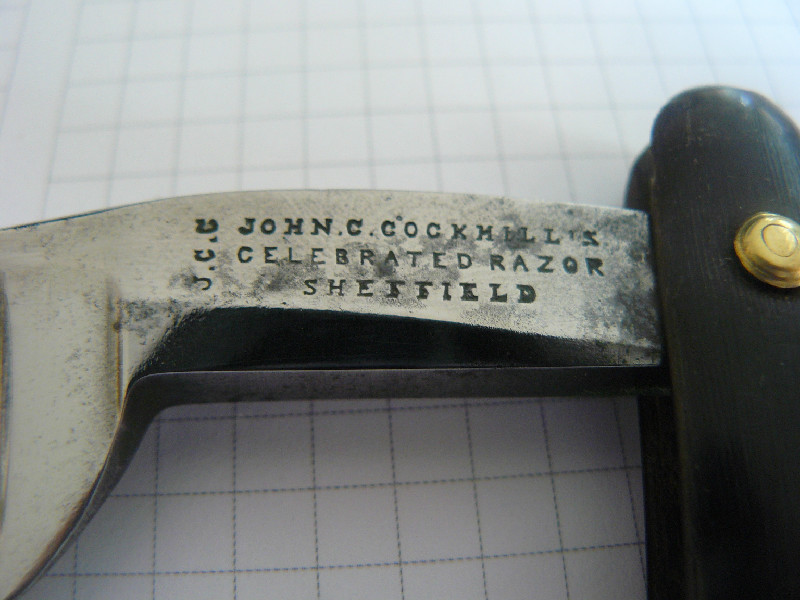 J.C.C
JOHN.C.COCKHILL'S
CELEBRATED RAZOR
SHEFFIELD